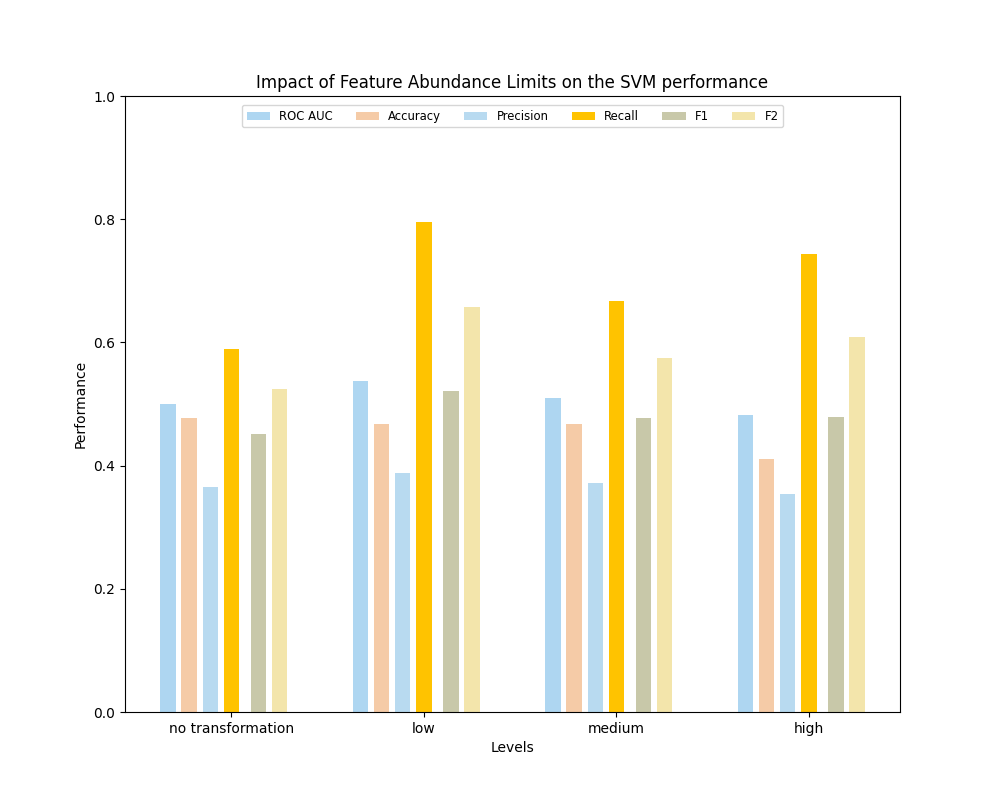 Impact of Feature Abundance Limits on the SVM performance
ROC AUC Accuracy Precision Recall F1 F2
1.0
0.8
0.6
0.4
0.2
0.0
Performance
no transformation low medium high
Levels